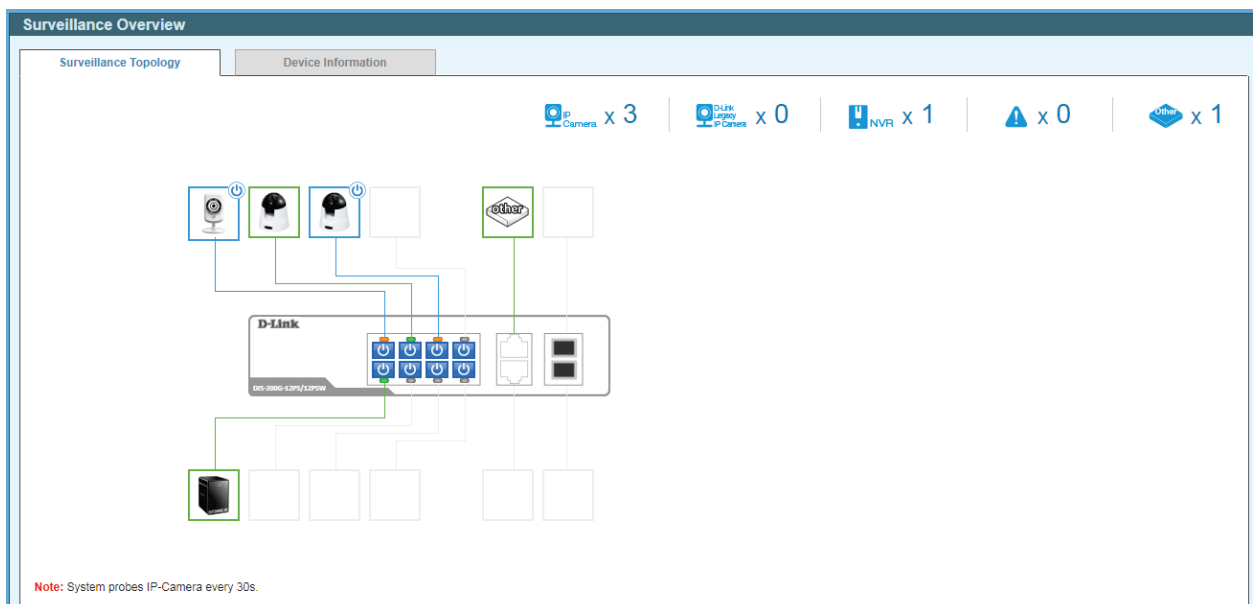 Surveillance Overview
Surveillance Topology
Device Information
IP Camera x 3
D-Link Legacy IP Camera x 0
NVR x 1
x 0
Other x 1
other
D-Link
DIS-200G-12PS/12PSW
Note: System probes IP-Camera every 30s.